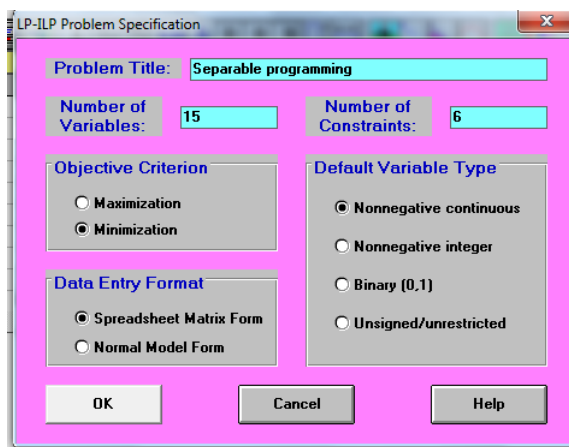 LP-ILP Problem Specification
Problem Title: Separable programming
Number of Variables: 15
Number of Constraints: 6
Objective Criterion
Maximization
Minimization
Data Entry Format
Spreadsheet Matrix Form
Normal Model Form
Default Variable Type
Nonnegative continuous
Nonnegative integer
Binary (0,1)
Unsigned/unrestricted
OK
Cancel
Help